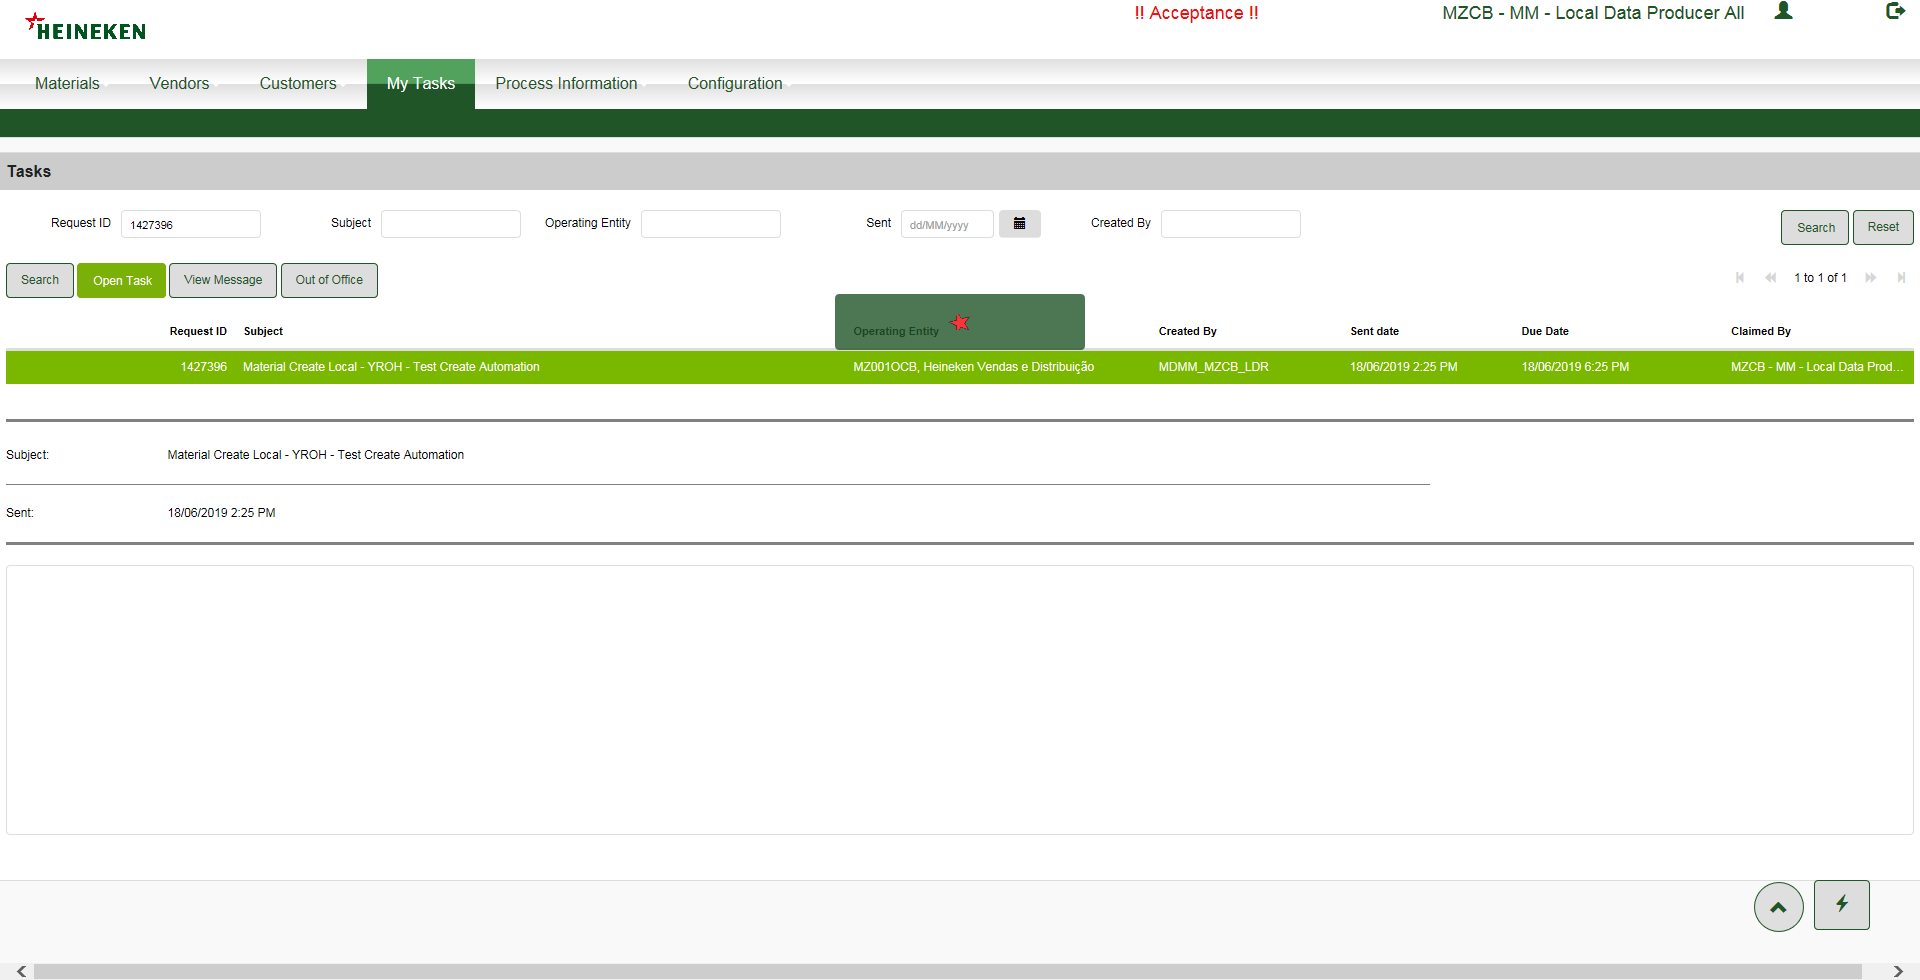 HEINEKEN
!! Acceptance !!
MZCB - MM - Local Data Producer All
Materials
Vendors
Customers
My Tasks
Process Information
Configuration
Tasks
Request ID
1427396
Subject
Operating Entity
Sent
dd/MM/yyyy
Created By
Search
Reset
Search
Open Task
View Message
Out of Office
1 to 1 of 1
Request ID
Subject
Operating Entity
Created By
Sent date
Due Date
Claimed By
1427396
Material Create Local - YROH - Test Create Automation
MZ001OCB, Heineken Vendas e Distribuição
MDMM_MZCB_LDR
18/06/2019 2:25 PM
18/06/2019 6:25 PM
MZCB - MM - Local Data Prod...
Subject:
Material Create Local - YROH - Test Create Automation
Sent:
18/06/2019 2:25 PM